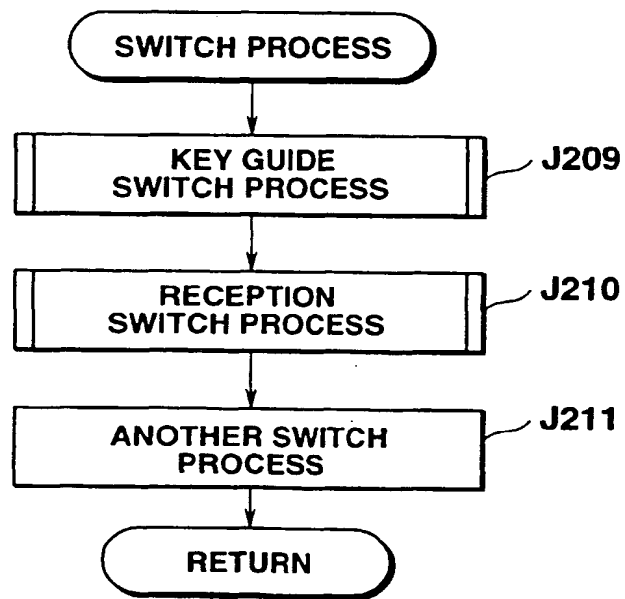 SWITCH PROCESS
KEY GUIDE
SWITCH PROCESS
J209
RECEPTION
SWITCH PROCESS
J210
ANOTHER SWITCH
PROCESS
J211
RETURN